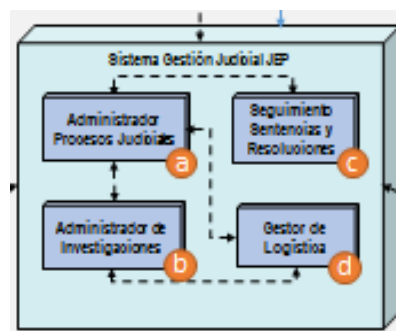 Sistema Gestión Judicial JEP
Administrador
Procesos Judiciales
a
Seguimiento
Sentencias y
Resoluciones
c
Administrador de
Investigaciones
b
Gestor de
Logística
d